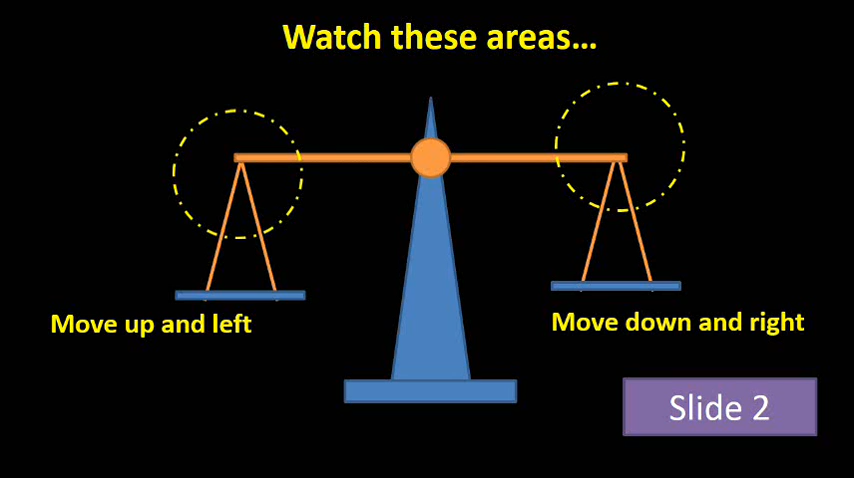 Watch these areas...
Move up and left
Move down and right
Slide 2